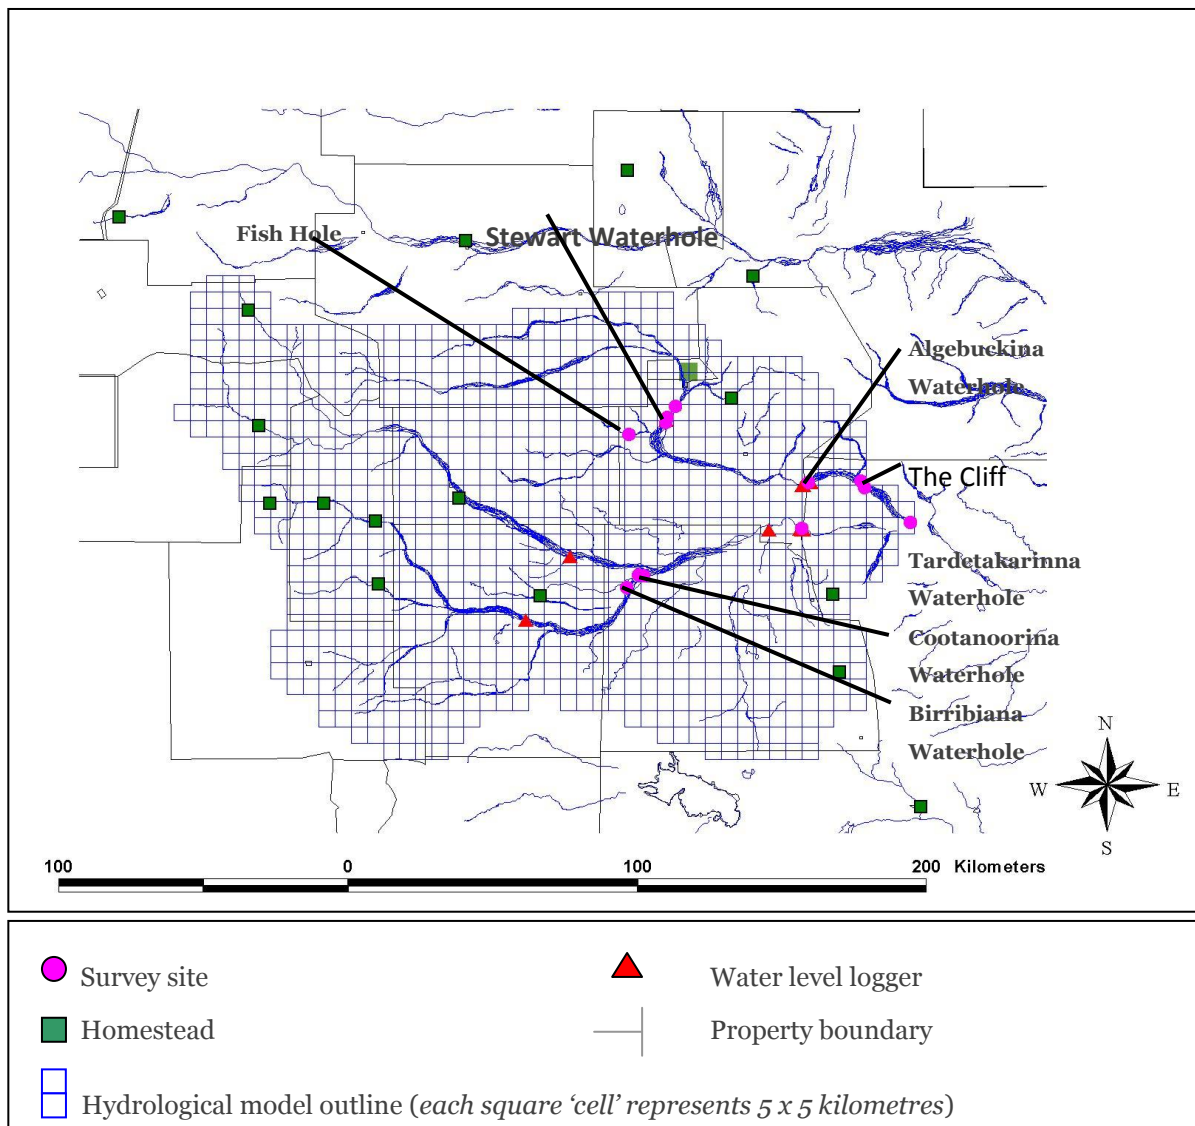 Fish Hole
Stewart Waterhole
Algebuckina
Waterhole
The Cliff
Tardetakarinna
Waterhole
Cootanoorina
Waterhole
Birribiana
Waterhole
N
W E
S
100 0 100 200 Kilometers
Survey site
Water level logger
Homestead
Property boundary
Hydrological model outline (each square ‘cell’ represents 5 x 5 kilometres)